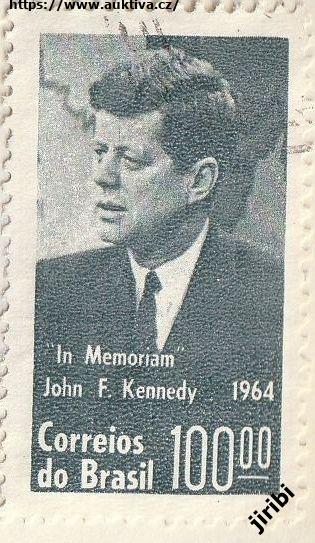 https://www.auktiva.cz/
"In Memoriam"
John F. Kennedy 1964
Correios
do Brasil 100.00
jiribi